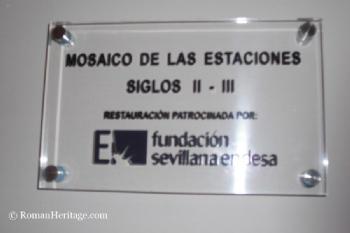 MOSAICO DE LAS ESTACIONES
SIGLOS II - III
RESTAURACIÓN PATROCINADA POR:
E. fundación
sevillana endesa
© RomanHeritage.com